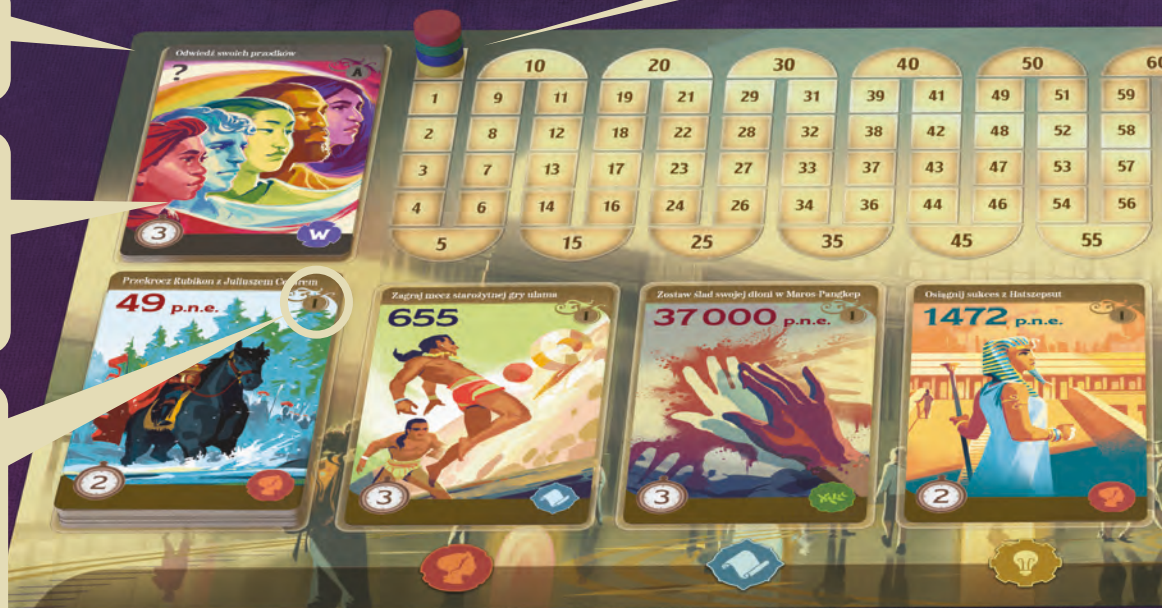 Odwiedź swoich przodków
?
A
3
W
10 20 30 40 50 60
1 9 11 19 21 29 31 39 41 49 51 59
2 8 12 18 22 28 32 38 42 48 52 58
3 7 13 17 23 27 33 37 43 47 53 57
4 6 14 16 24 26 34 36 44 46 54 56
5 15 25 35 45 55
Przekrocz Rubikon z Juliuszem Cezarem
49 p.n.e.
I
2
Zagraj mecz starożytnej gry ulama
655
I
3
Zostaw ślad swojej dłoni w Maros Pangkep
37000 p.n.e.
I
3
Osiągnij sukces z Hatszepsut
1472 p.n.e.
I
2